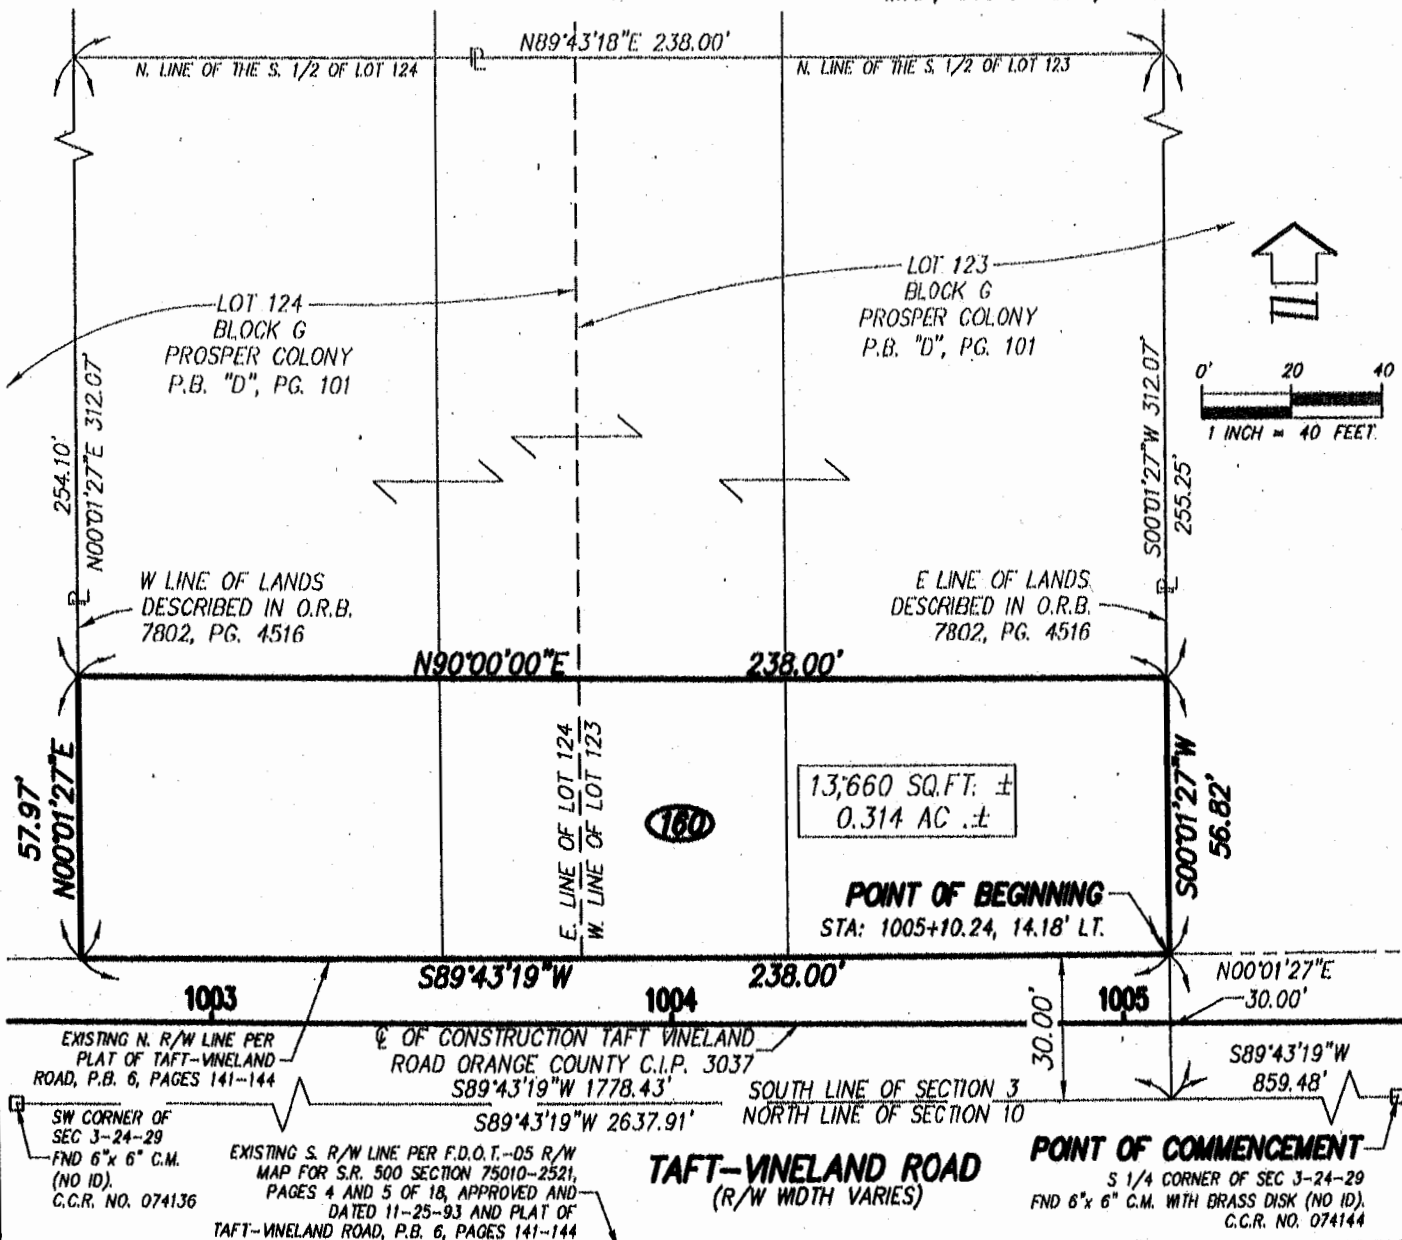 N89°43'18"E 238.00'
N. LINE OF THE S. 1/2 OF LOT 124
N. LINE OF THE S. 1/2 OF LOT 123
LOT 124
BLOCK G
PROSPER COLONY
P.B. "D", PG. 101
LOT 123
BLOCK G
PROSPER COLONY
P.B. "D", PG. 101
0' 20 40
1 INCH = 40 FEET.
254.10'
N00°01'27"E 312.07'
S00°01'27"W 312.07'
255.25'
W LINE OF LANDS
DESCRIBED IN O.R.B.
7802, PG. 4516
E LINE OF LANDS
DESCRIBED IN O.R.B.
7802, PG. 4516
N90°00'00"E 238.00'
57.97'
N00°01'27"E
E. LINE OF LOT 124
W. LINE OF LOT 123
160
13,660 SQ.FT. ±
0.314 AC .±
S00°01'27"W
56.82'
POINT OF BEGINNING
STA: 1005+10.24, 14.18' LT.
S89°43'19"W 238.00'
N00°01'27"E
30.00'
1003 1004 1005
30.00'
EXISTING N. R/W LINE PER
PLAT OF TAFT-VINELAND
ROAD, P.B. 6, PAGES 141-144
℄ OF CONSTRUCTION TAFT VINELAND
ROAD ORANGE COUNTY C.I.P. 3037
S89°43'19"W 1778.43'
S89°43'19"W 2637.91'
SOUTH LINE OF SECTION 3
NORTH LINE OF SECTION 10
S89°43'19"W
859.48'
SW CORNER OF
SEC 3-24-29
FND 6"x 6" C.M.
(NO ID).
C.C.R. NO. 074136
EXISTING S. R/W LINE PER F.D.O.T.-D5 R/W
MAP FOR S.R. 500 SECTION 75010-2521,
PAGES 4 AND 5 OF 18, APPROVED AND
DATED 11-25-93 AND PLAT OF
TAFT-VINELAND ROAD, P.B. 6, PAGES 141-144
TAFT-VINELAND ROAD
(R/W WIDTH VARIES)
POINT OF COMMENCEMENT
S 1/4 CORNER OF SEC 3-24-29
FND 6"x 6" C.M. WITH BRASS DISK (NO ID).
C.C.R. NO. 074144